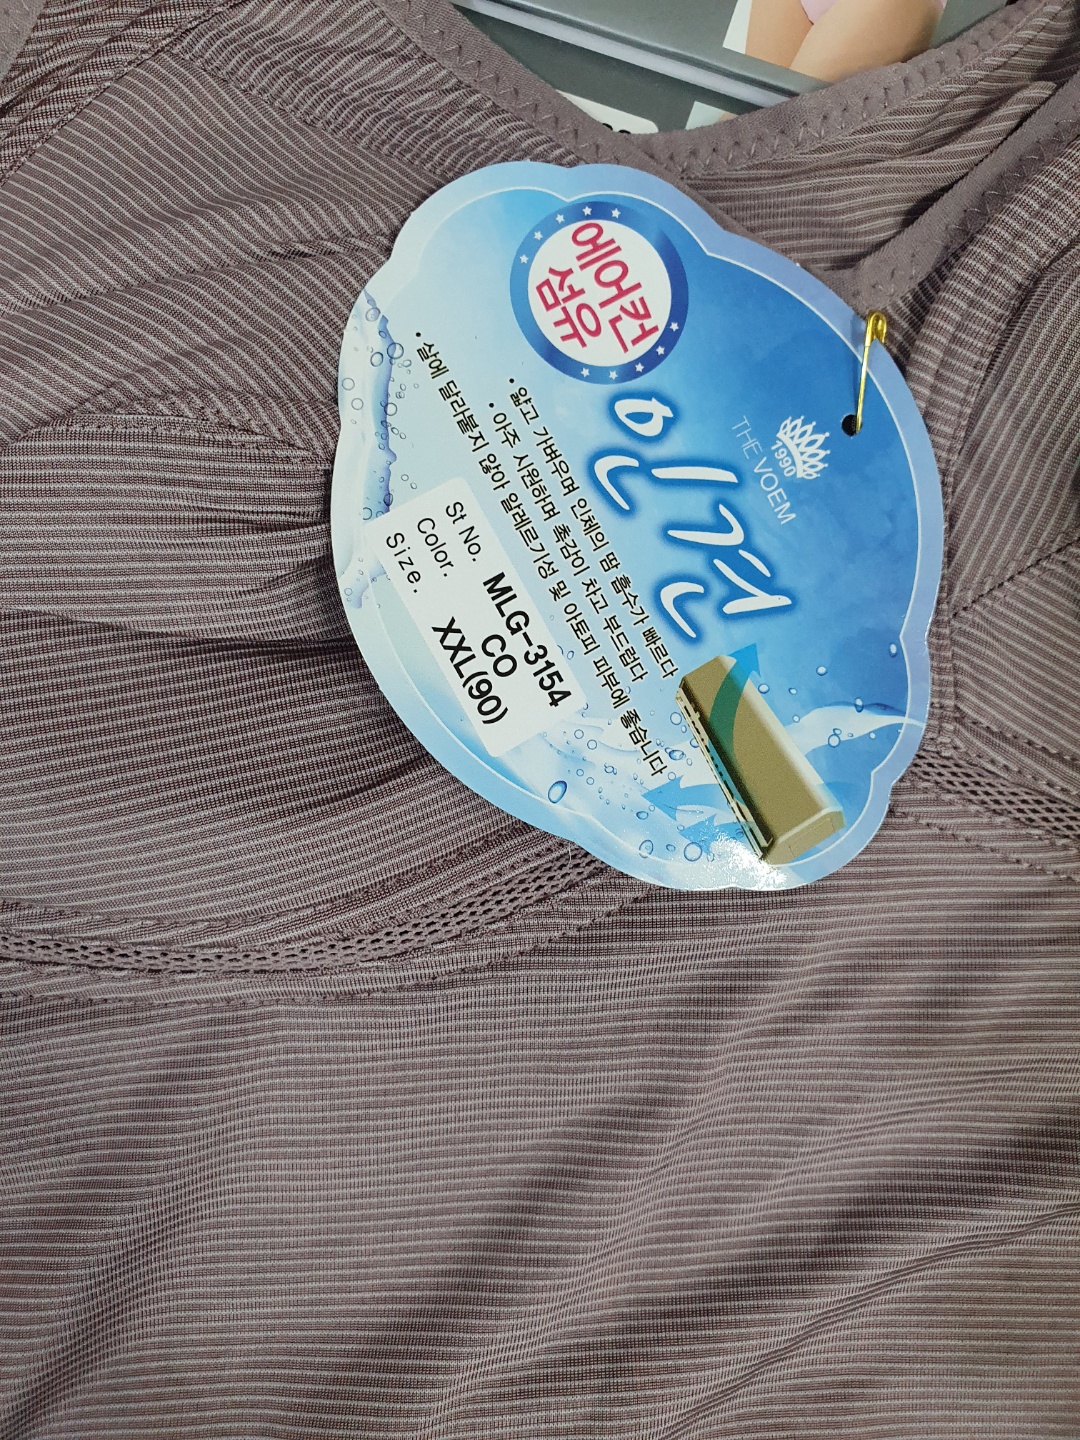 1990
THE VOEM
에어컨
섬유
인견
· 얇고 가벼우며 인체의 땀 흡수가 빠르다
· 아주 시원하며 촉감이 차고 부드럽다
· 살에 달라붙지 않아 알레르기성 및 아토피 피부에 좋습니다
St No. MLG-3154
Color. CO
Size. XXL(90)